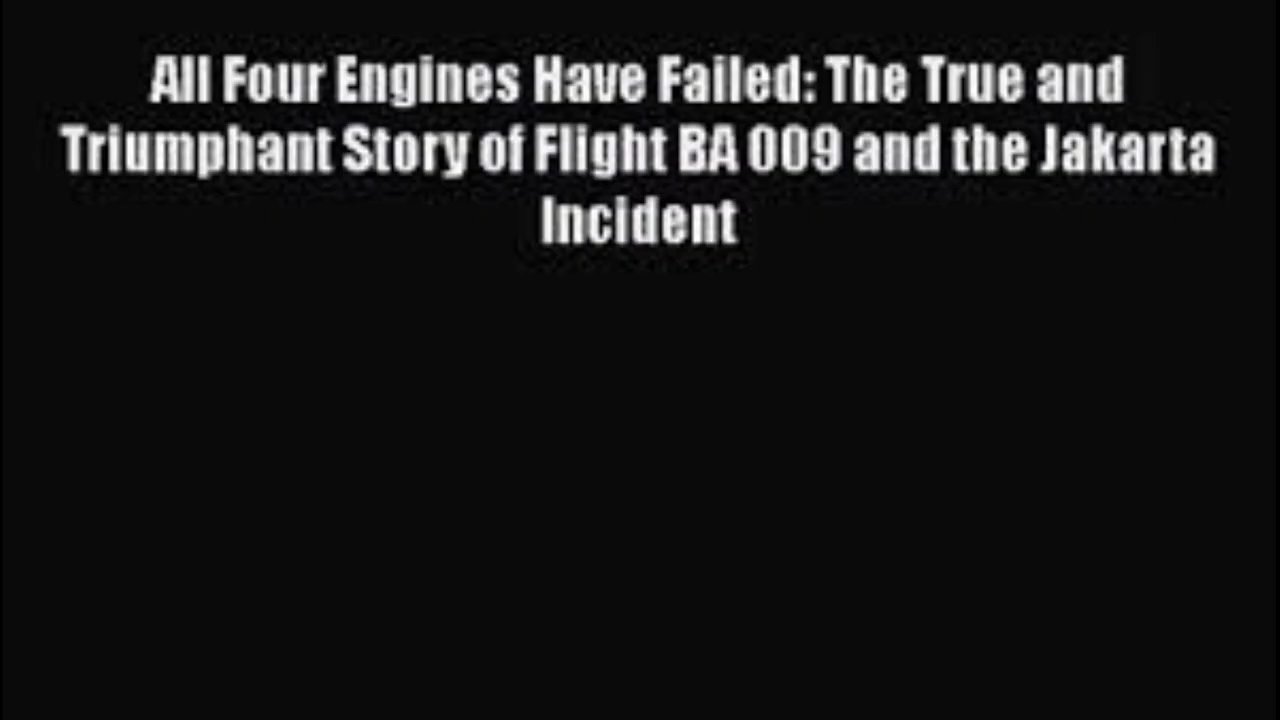 All Four Engines Have Failed: The True and
Triumphant Story of Flight BA 009 and the Jakarta
Incident